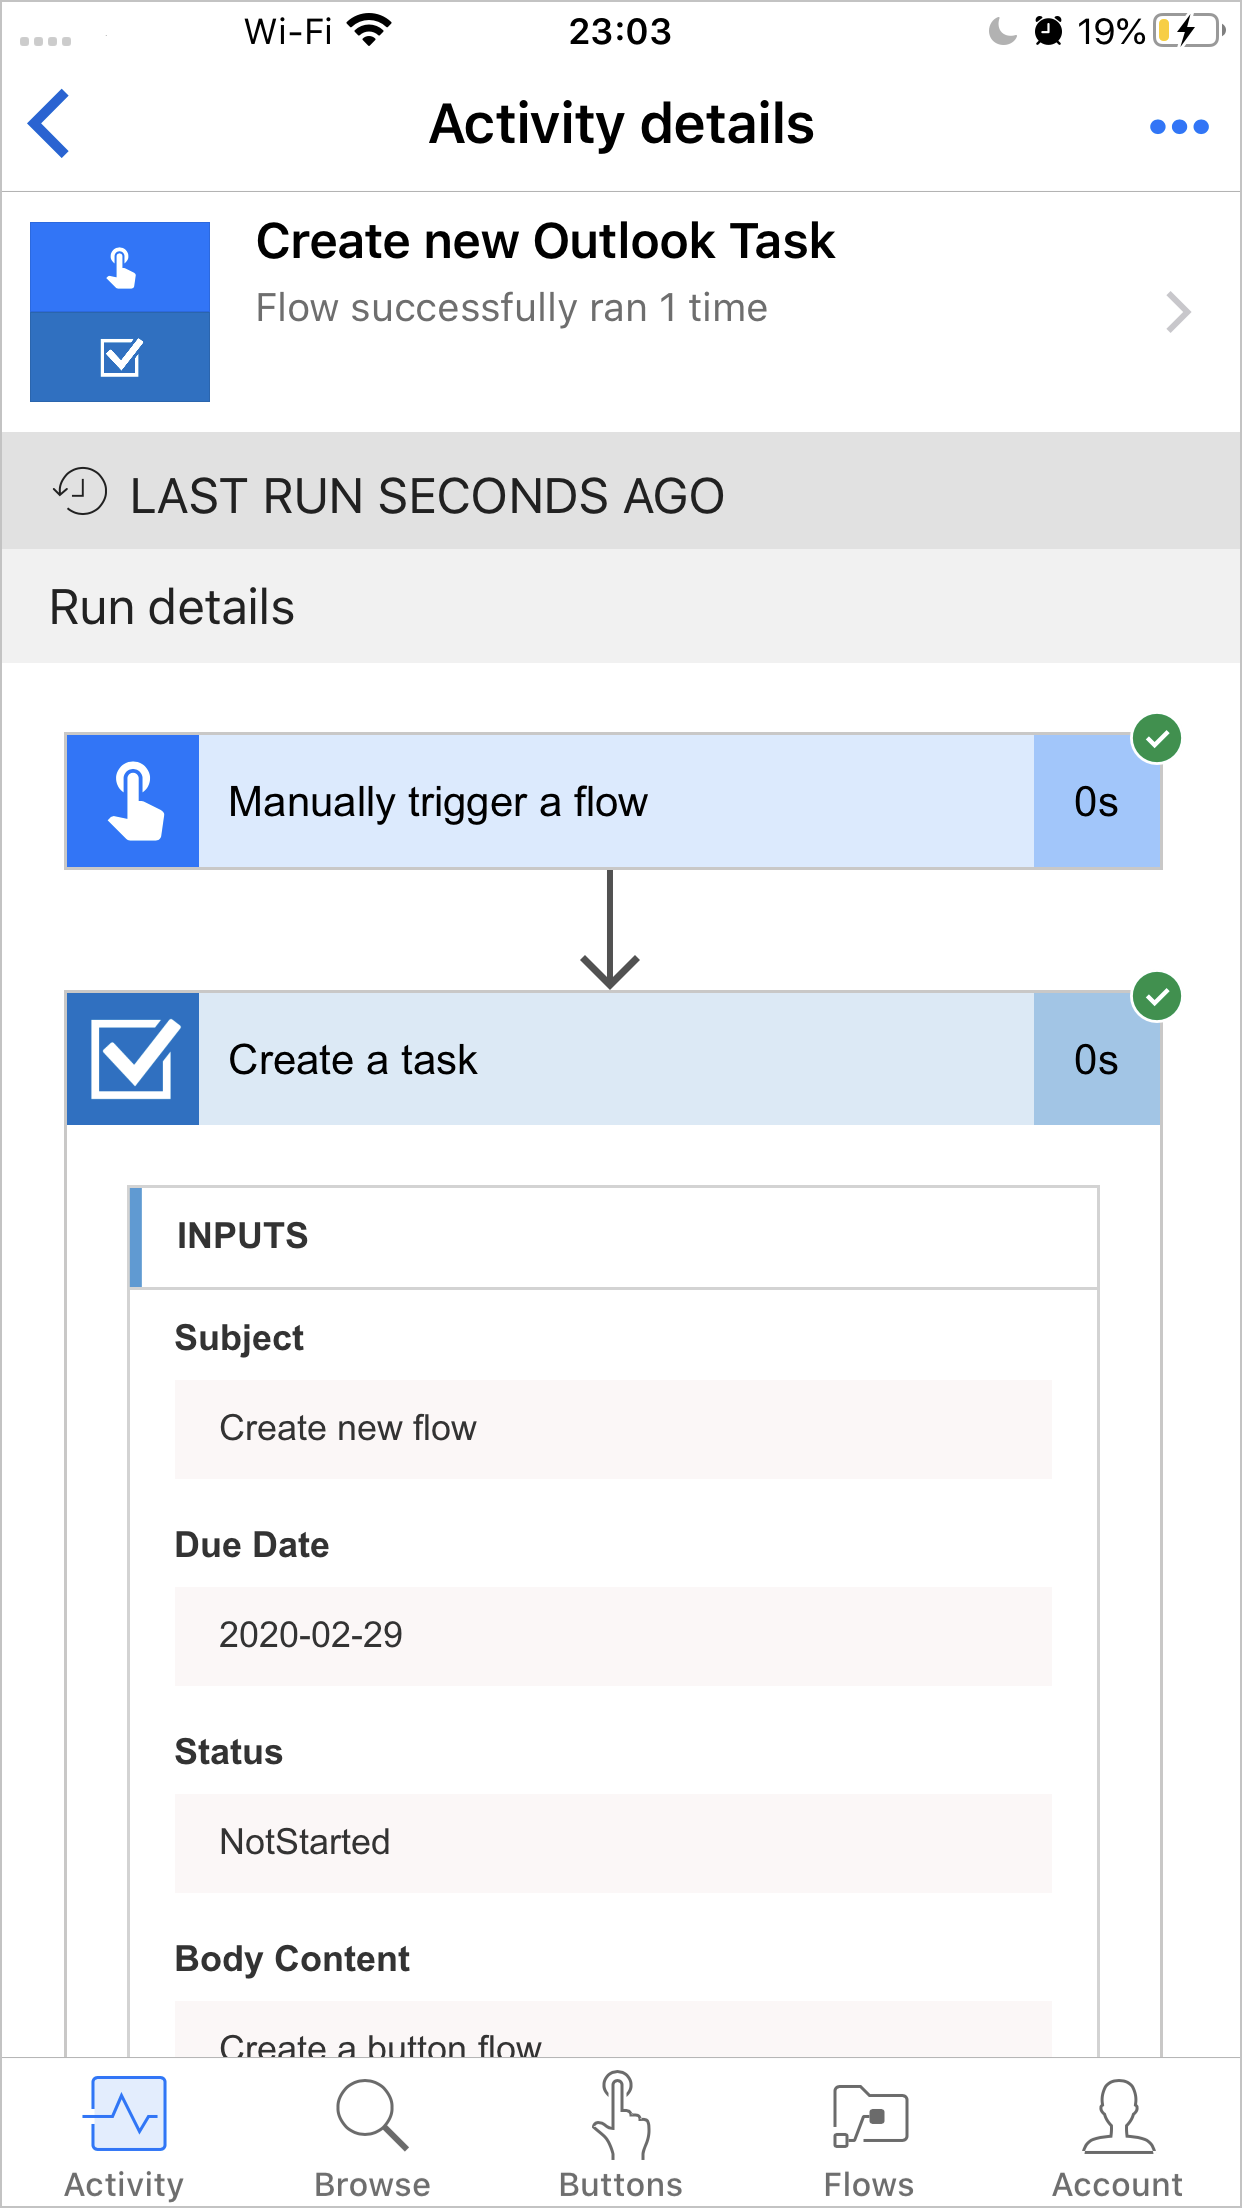 Wi-Fi 23:03 19%
Activity details
Create new Outlook Task
Flow successfully ran 1 time
LAST RUN SECONDS AGO
Run details
Manually trigger a flow 0s
Create a task 0s
INPUTS
Subject
Create new flow
Due Date
2020-02-29
Status
NotStarted
Body Content
Create a button flow
Activity Browse Buttons Flows Account